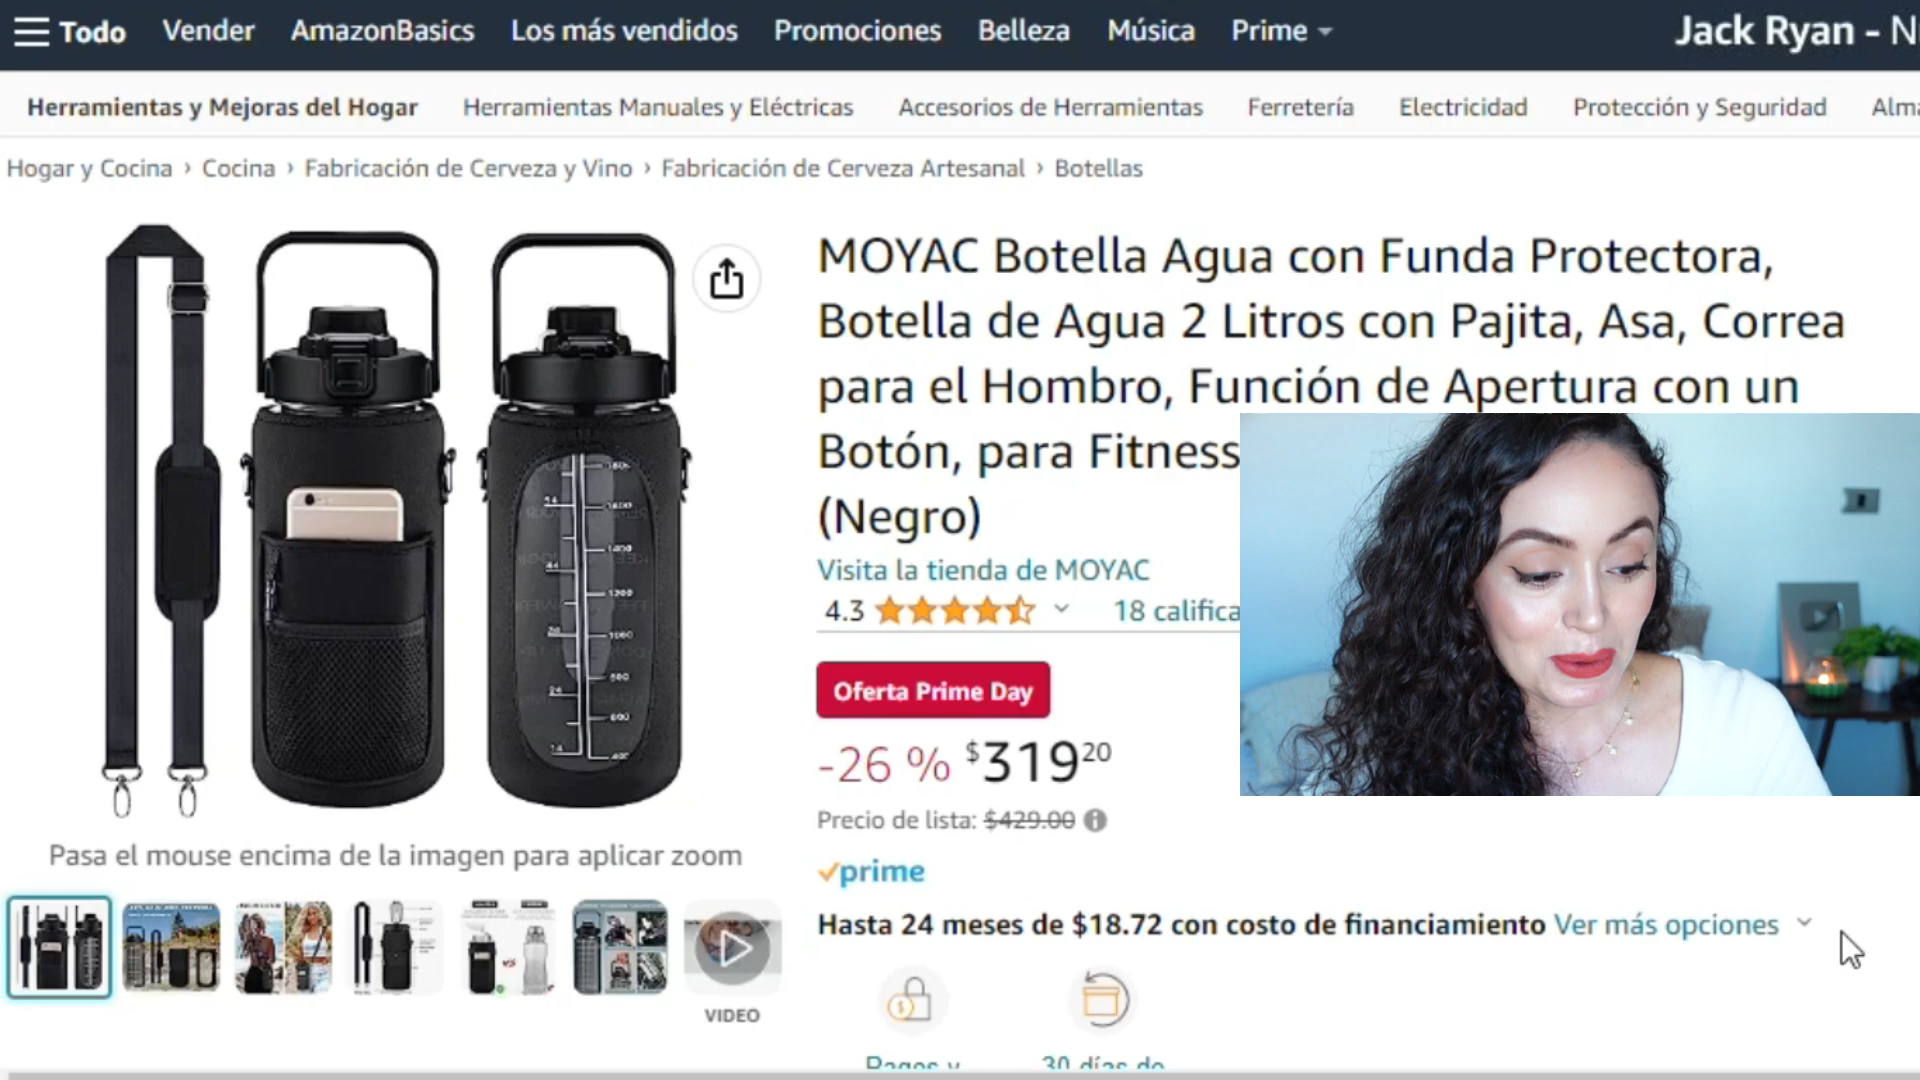 Todo Vender AmazonBasics Los más vendidos Promociones Belleza Música Prime Jack Ryan -
Herramientas y Mejoras del Hogar Herramientas Manuales y Eléctricas Accesorios de Herramientas Ferretería Electricidad Protección y Seguridad
Hogar y Cocina › Cocina › Fabricación de Cerveza y Vino › Fabricación de Cerveza Artesanal › Botellas
MOYAC Botella Agua con Funda Protectora,
Botella de Agua 2 Litros con Pajita, Asa, Correa
para el Hombro, Función de Apertura con un
Botón, para Fitness
(Negro)
Visita la tienda de MOYAC
4.3 18
Oferta Prime Day
-26 % $319 20
Precio de lista: $429.00
prime
Hasta 24 meses de $18.72 con costo de financiamiento Ver más opciones
Pagos y 30 días de
Pasa el mouse encima de la imagen para aplicar zoom
VIDEO